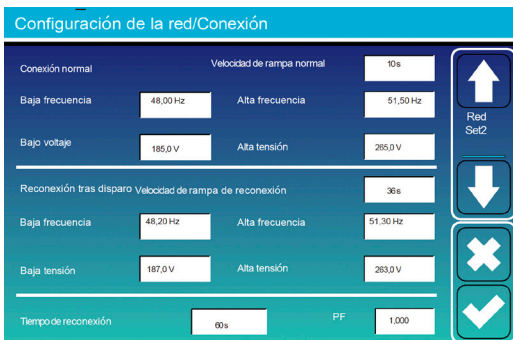 Configuración de la red/Conexión
Conexión normal Velocidad de rampa normal 10s
Baja frecuencia 48,00 Hz Alta frecuencia 51,50 Hz
Red
Set2
Bajo voltaje 185,0 V Alta tensión 265,0 V
Reconexión tras disparo Velocidad de rampa de reconexión 36s
Baja frecuencia 48,20 Hz Alta frecuencia 51,30 Hz
Baja tensión 187,0 V Alta tensión 263,0 V
Tiempo de reconexión 60s PF 1,000